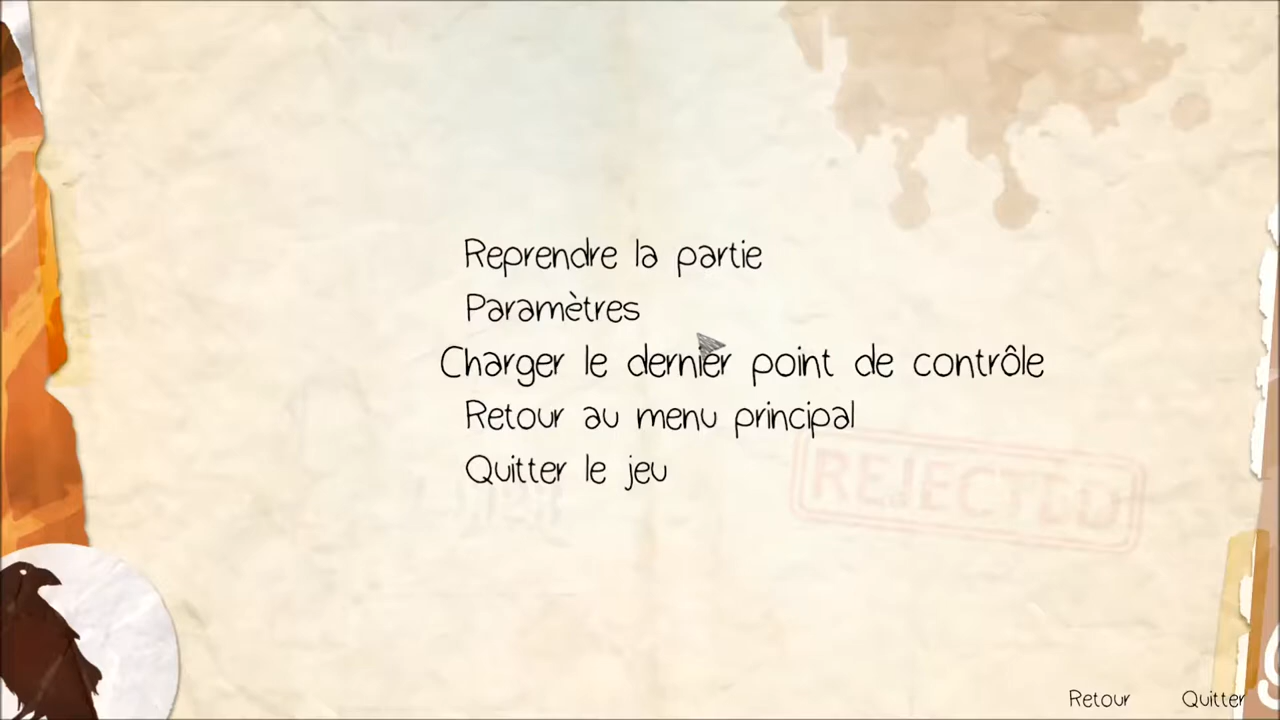 Reprendre la partie
Paramètres
Charger le dernier point de contrôle
Retour au menu principal
Quitter le jeu
REJECTED
Retour Quitter